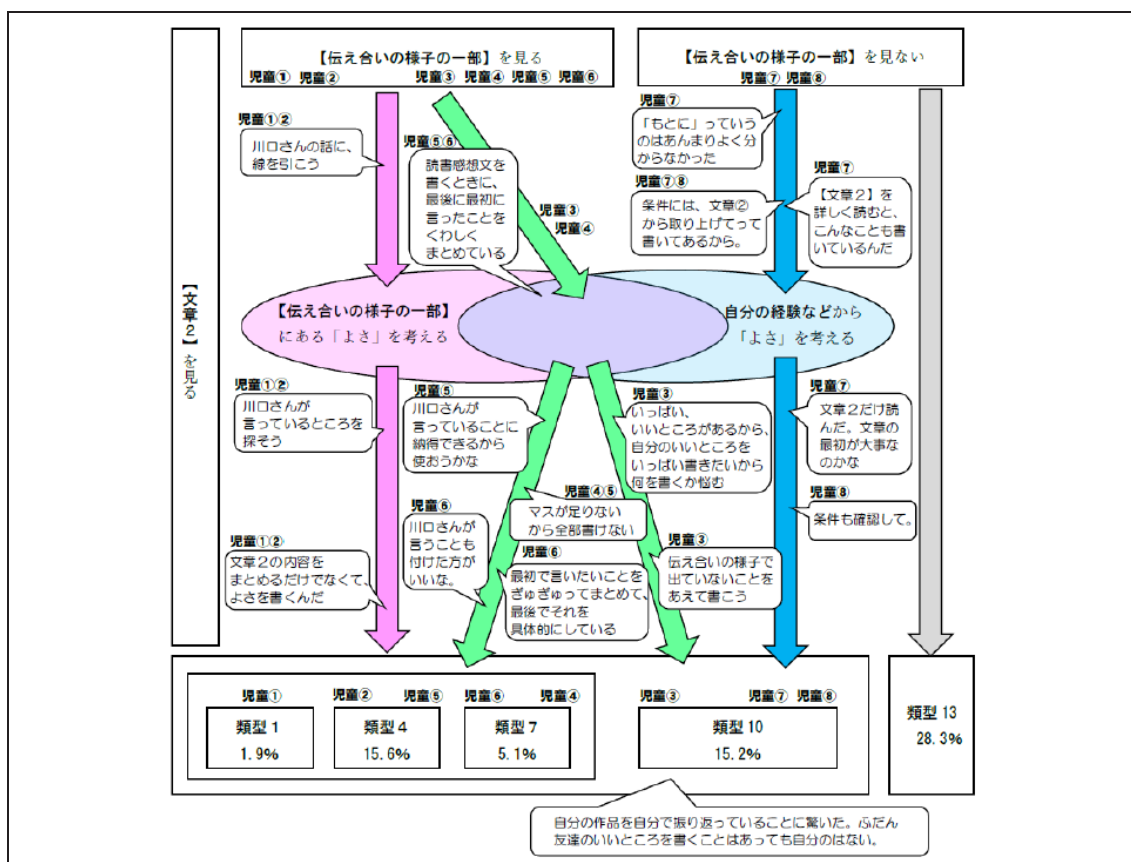 【文章２】を見る
【伝え合いの様子の一部】を見る
児童① 児童②
児童③ 児童④ 児童⑤ 児童⑥
【伝え合いの様子の一部】を見ない
児童⑦ 児童⑧
児童①②
川口さんの話に、
線を引こう
児童⑤⑥
読書感想文を
書くときに、
最後に最初に
言ったことを
くわしく
まとめている
児童③
児童④
児童⑦
「もとに」っていう
のはあんまりよく分
からなかった
児童⑦⑧
条件には、文章②
から取り上げてって
書いてあるから。
児童⑦
【文章２】を
詳しく読むと、
こんなことも書
いているんだ
【伝え合いの様子の一部】
にある「よさ」を考える
自分の経験などから
「よさ」を考える
児童①②
川口さんが
言っているところを
探そう
児童⑤
川口さんが
言っていることに
納得できるから
使おうかな
児童③
いっぱい、
いいところがあるから、
自分のいいところを
いっぱい書きたいから
何を書くか悩む
児童⑦
文章２だけ読
んだ。文章の
最初が大事な
のかな
児童④⑤
マスが足りない
から全部書けない
児童⑥
川口さんが
言うことも
付けた方が
いいな。
児童⑧
条件も確認して。
児童①②
文章２の内容を
まとめるだけでなくて、
よさを書くんだ
児童⑥
最初で言いたいことを
ぎゅぎゅってまとめて、
最後でそれを
具体的にしている
児童③
伝え合いの様子で
出ていないことを
あえて書こう
児童① 児童② 児童⑤ 児童⑥ 児童④
児童③ 児童⑦ 児童⑧
類型１
1.9%
類型４
15.6%
類型７
5.1%
類型 10
15.2%
類型 13
28.3%
自分の作品を自分で振り返っていることに驚いた。ふだん
友達のいいところを書くことはあっても自分のはない。